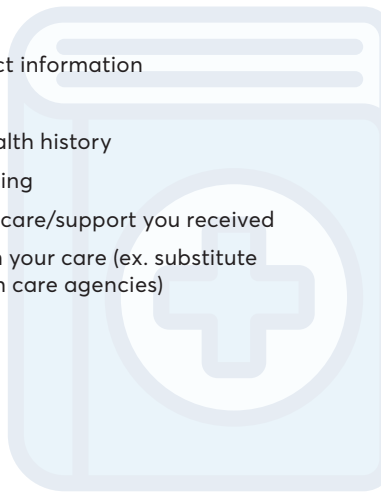 ct information
alth history
ing
care/support you received
n your care (ex. substitute
n care agencies)